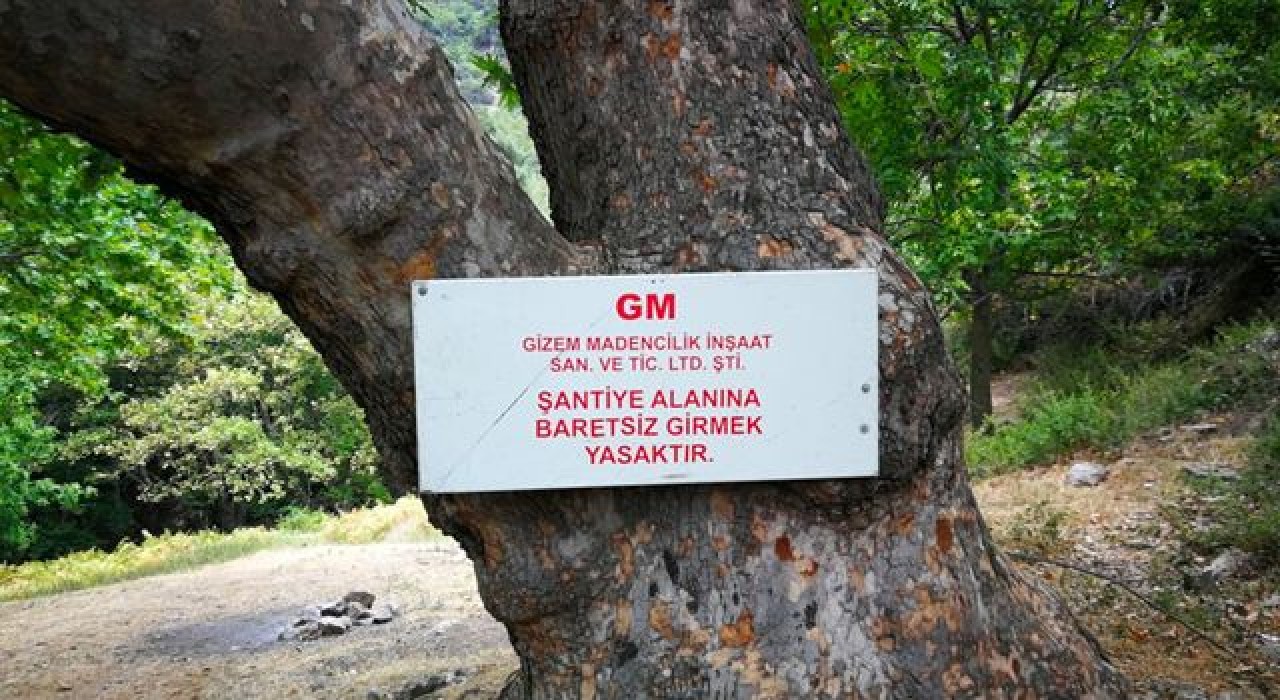 GM
GİZEM MADENCİLİK İNŞAAT
SAN. VE TİC. LTD. ŞTİ.
ŞANTİYE ALANINA
BARETSİZ GİRMEK
YASAKTIR.